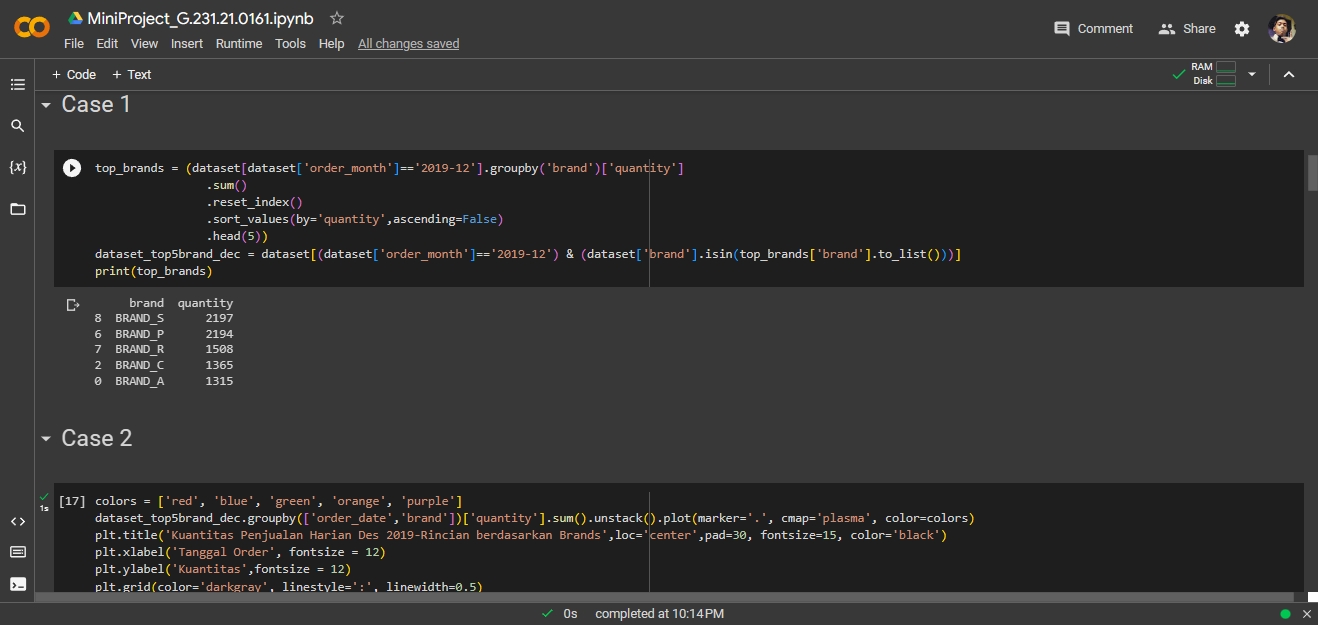 MiniProject_G.231.21.0161.ipynb
Comment
Share
File Edit View Insert Runtime Tools Help All changes saved
+ Code + Text
RAM
Disk
Case 1
{x}
top_brands = (dataset[dataset['order_month']=='2019-12'].groupby('brand')['quantity']
.sum()
.reset_index()
.sort_values(by='quantity',ascending=False)
.head(5))
dataset_top5brand_dec = dataset[(dataset['order_month']=='2019-12') & (dataset['brand'].isin(top_brands['brand'].to_list()))]
print(top_brands)
brand quantity
8 BRAND_S 2197
6 BRAND_P 2194
7 BRAND_R 1508
2 BRAND_C 1365
0 BRAND_A 1315
Case 2
1s
[17] colors = ['red', 'blue', 'green', 'orange', 'purple']
dataset_top5brand_dec.groupby(['order_date','brand'])['quantity'].sum().unstack().plot(marker='.', cmap='plasma', color=colors)
plt.title('Kuantitas Penjualan Harian Des 2019-Rincian berdasarkan Brands',loc='center',pad=30, fontsize=15, color='black')
plt.xlabel('Tanggal Order', fontsize = 12)
plt.ylabel('Kuantitas',fontsize = 12)
plt.grid(color='darkgray', linestyle=':', linewidth=0.5)
0s completed at 10:14 PM